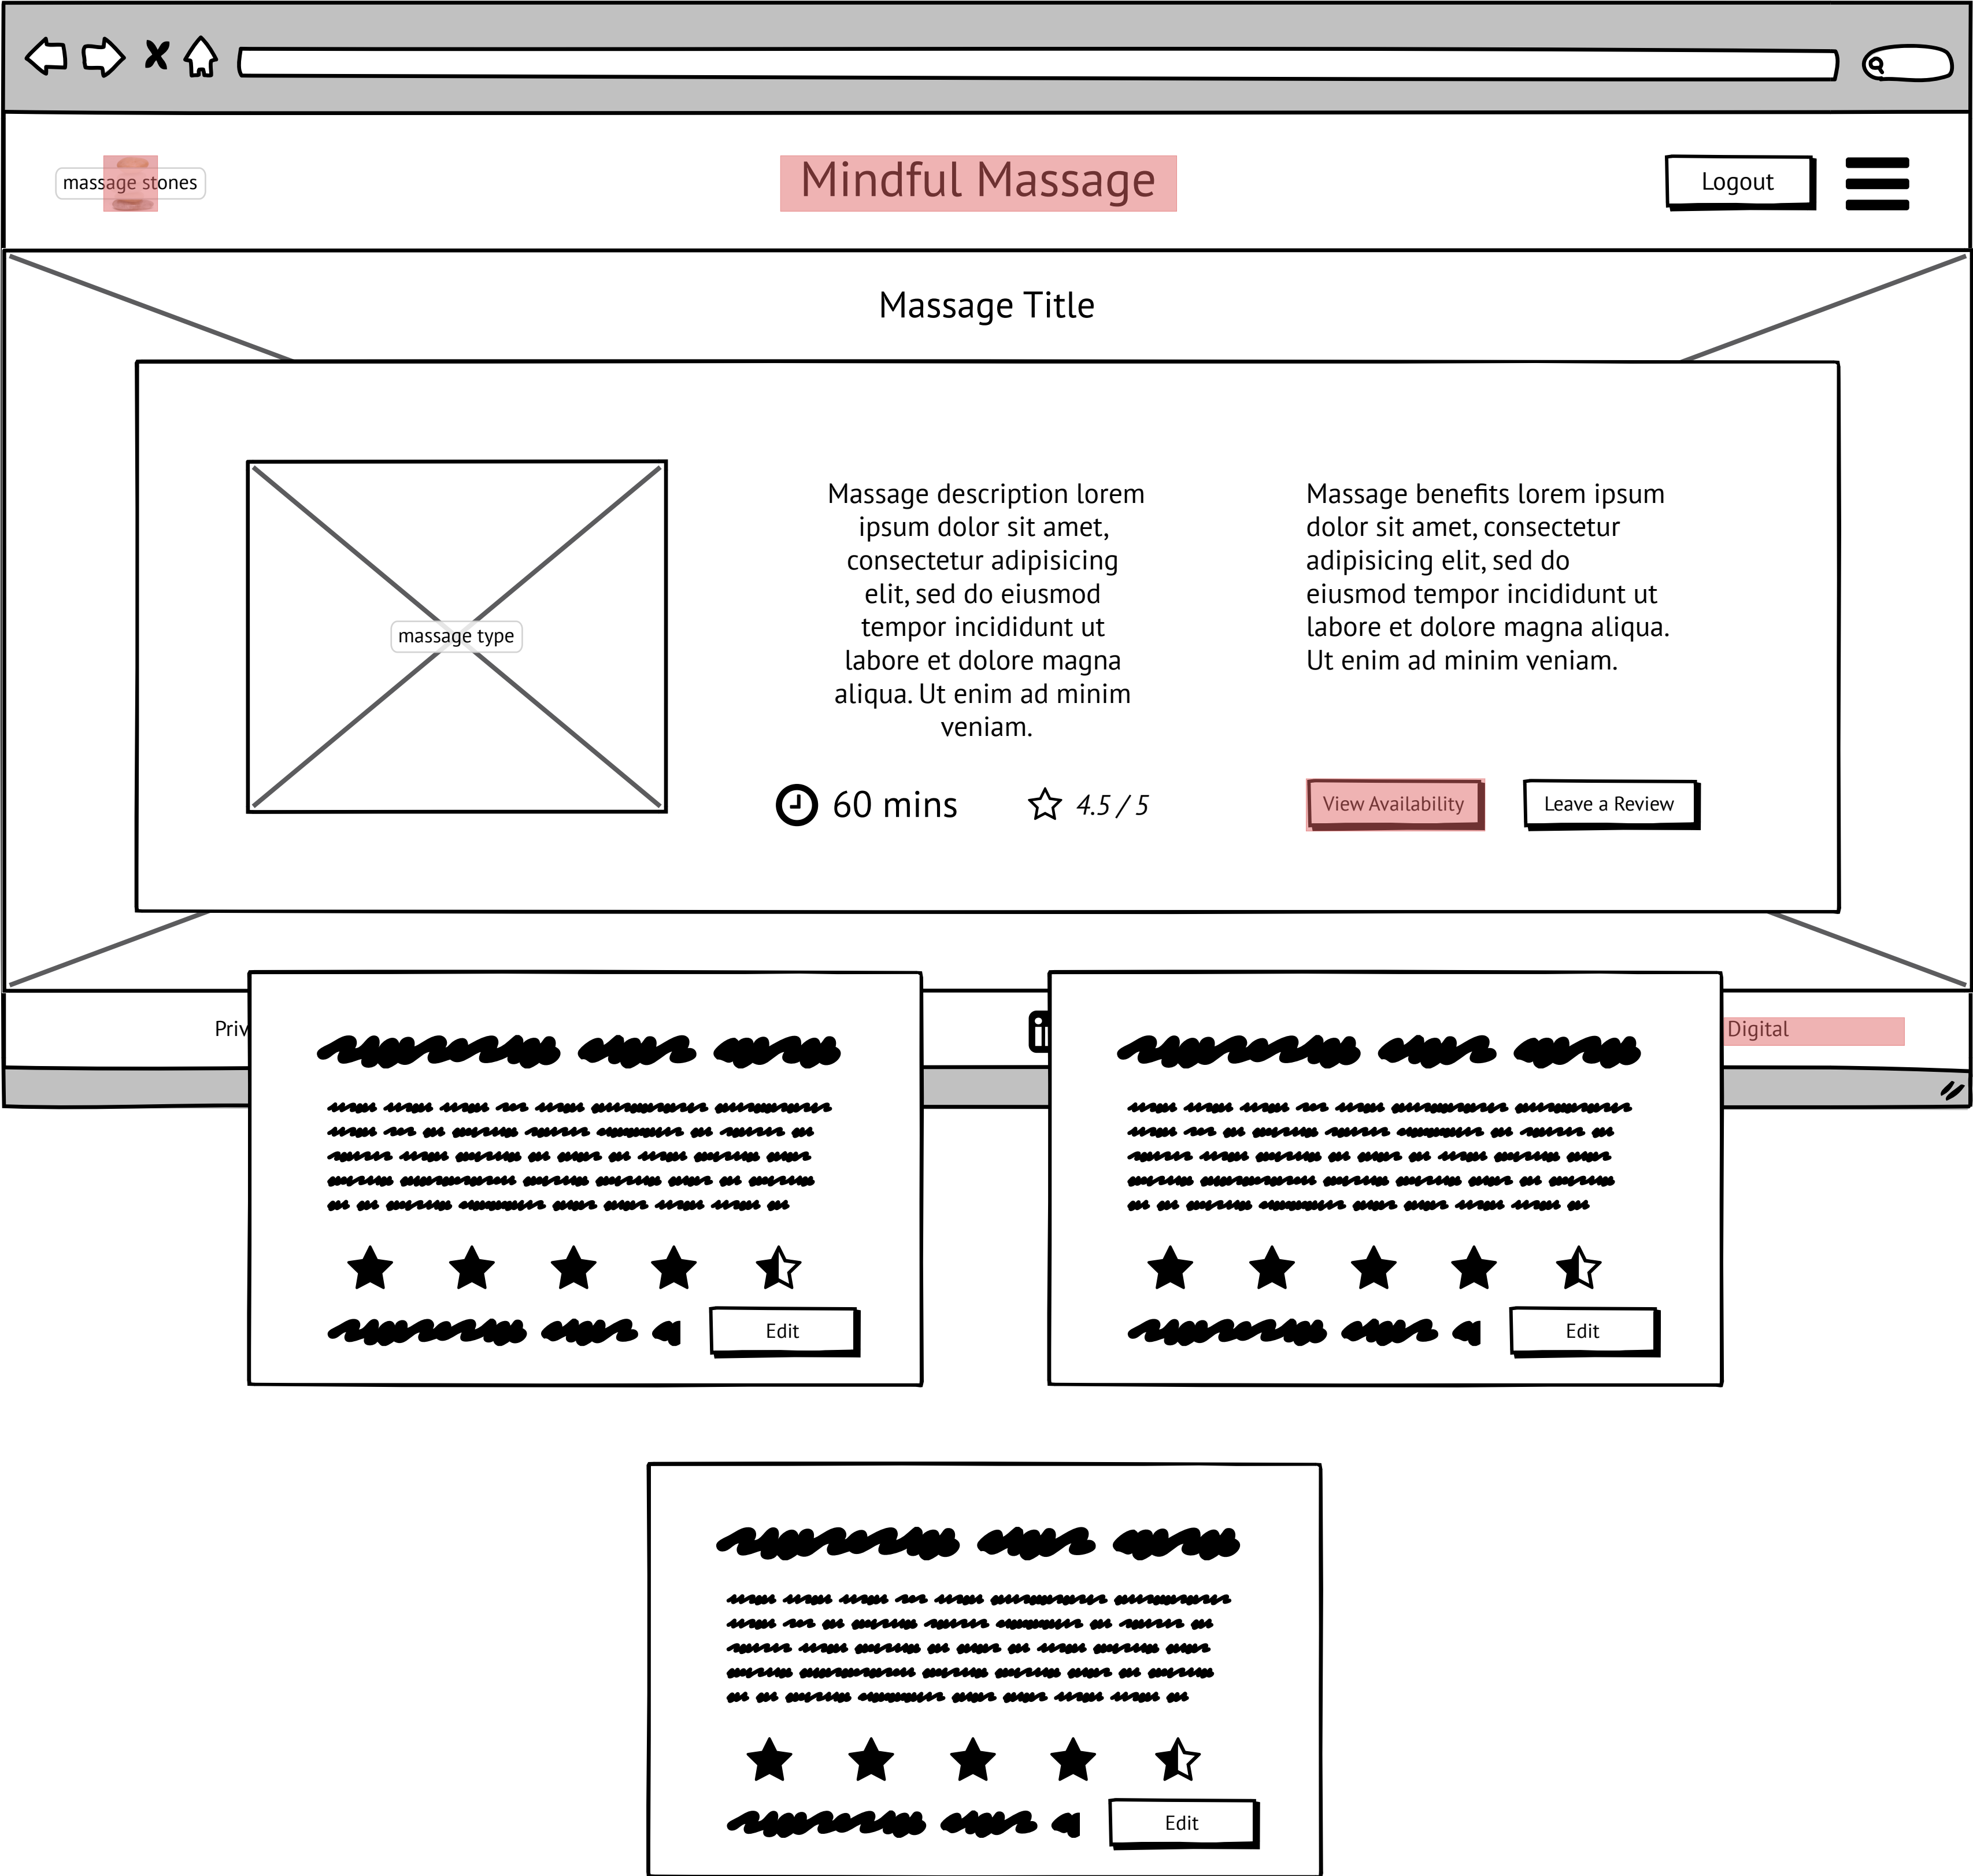 massage stones
Mindful Massage
Logout
Massage Title
massage type
Massage description lorem
ipsum dolor sit amet,
consectetur adipisicing
elit, sed do eiusmod
tempor incididunt ut
labore et dolore magna
aliqua. Ut enim ad minim
veniam.
60 mins
4.5 / 5
Massage benefits lorem ipsum
dolor sit amet, consectetur
adipisicing elit, sed do
eiusmod tempor incididunt ut
labore et dolore magna aliqua.
Ut enim ad minim veniam.
View Availability
Leave a Review
Priv
Digital
Edit
Edit
Edit